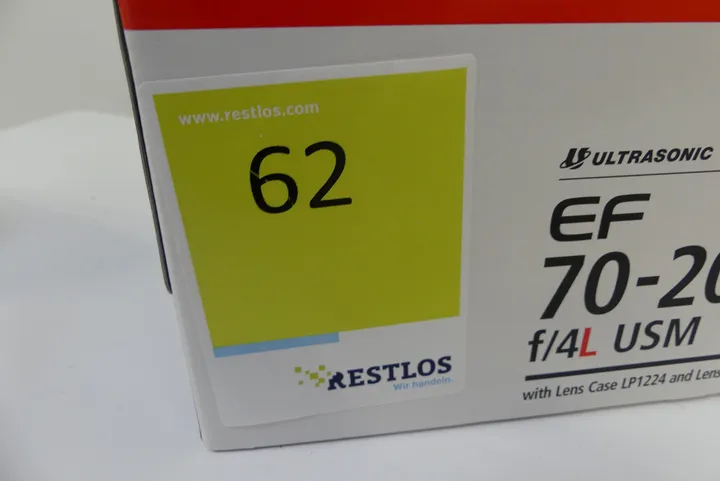 www.restlos.com
62
RESTLOS
Wir handeln.
ULTRASONIC
EF
70-20
f/4L USM
with Lens Case LP1224 and Lens